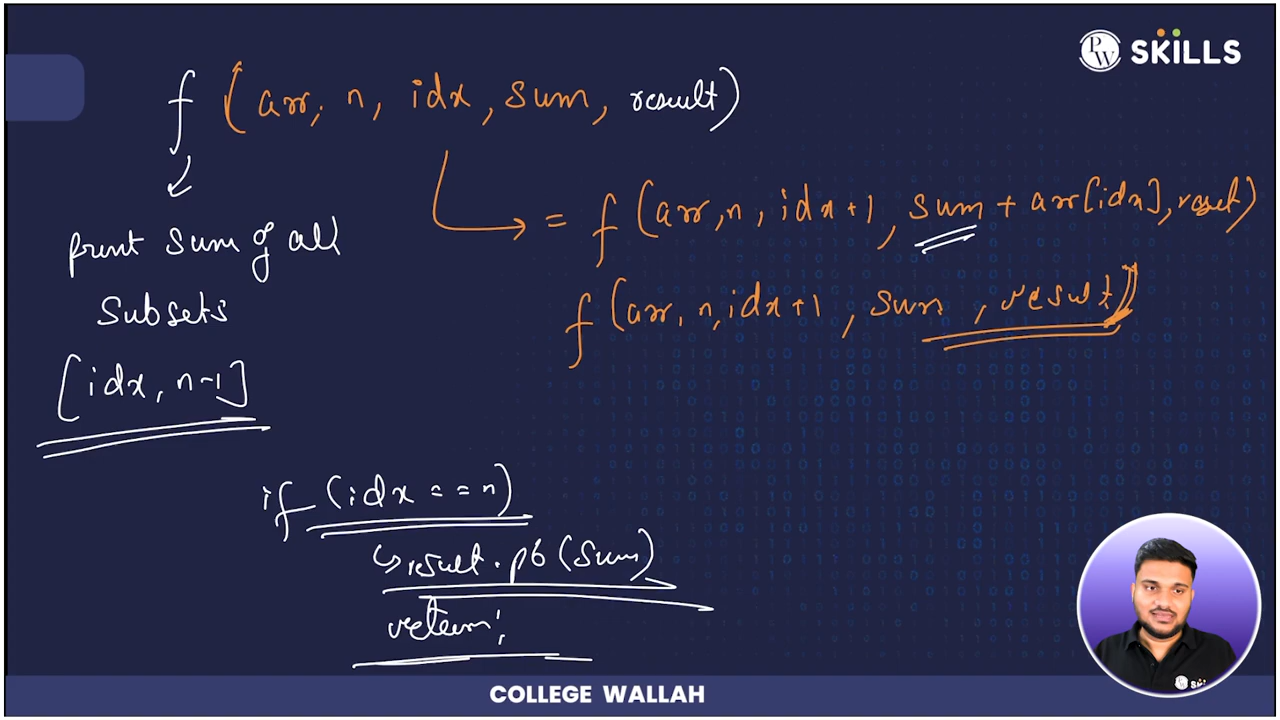 PW SKILLS
f (arr, n, idx, sum, result)
= f (arr, n, idx+1, sum + arr[idx], result)
f (arr, n, idx+1, sum, result))
print sum of all
subsets
[idx, n-1]
if (idx == n)
result.pb(sum)
return;
COLLEGE WALLAH